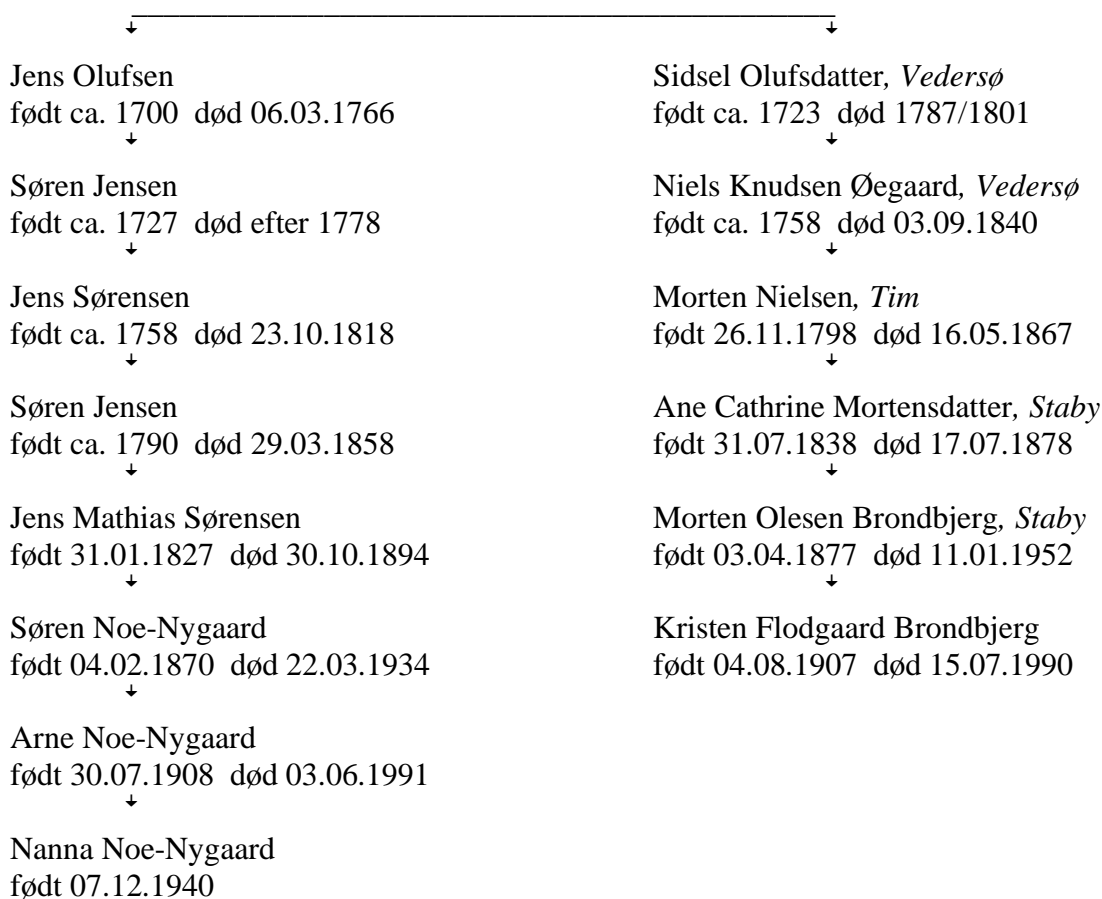 Jens Olufsen
født ca. 1700 død 06.03.1766
Søren Jensen
født ca. 1727 død efter 1778
Jens Sørensen
født ca. 1758 død 23.10.1818
Søren Jensen
født ca. 1790 død 29.03.1858
Jens Mathias Sørensen
født 31.01.1827 død 30.10.1894
Søren Noe-Nygaard
født 04.02.1870 død 22.03.1934
Arne Noe-Nygaard
født 30.07.1908 død 03.06.1991
Nanna Noe-Nygaard
født 07.12.1940
Sidsel Olufsdatter, Vedersø
født ca. 1723 død 1787/1801
Niels Knudsen Øegaard, Vedersø
født ca. 1758 død 03.09.1840
Morten Nielsen, Tim
født 26.11.1798 død 16.05.1867
Ane Cathrine Mortensdatter, Staby
født 31.07.1838 død 17.07.1878
Morten Olesen Brondbjerg, Staby
født 03.04.1877 død 11.01.1952
Kristen Flodgaard Brondbjerg
født 04.08.1907 død 15.07.1990